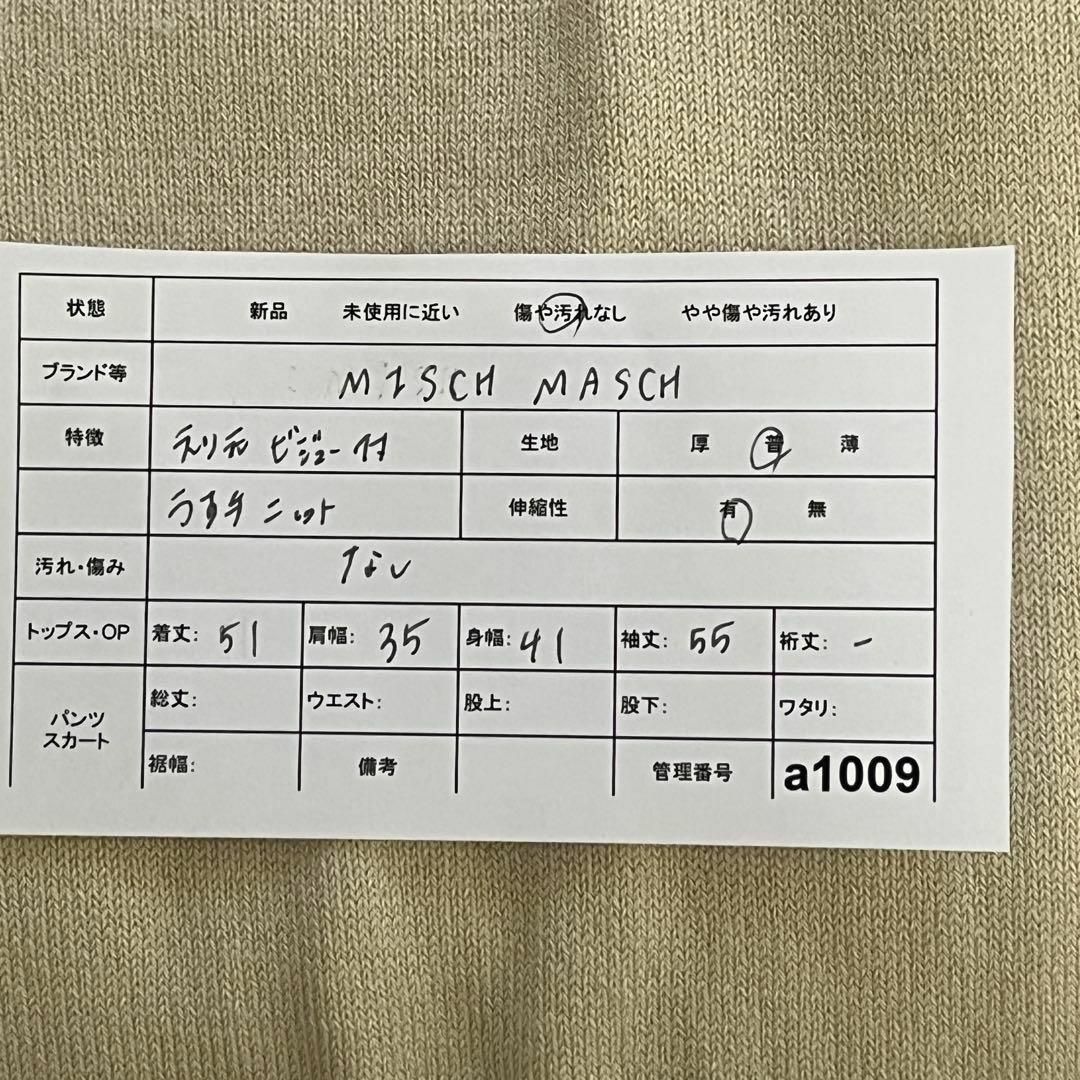 状態 新品 未使用に近い 傷や汚れなし やや傷や汚れあり
ブランド等 MISCH MASCH
特徴 えり元 ビジュー付 生地 厚 普 薄
うす手 ニット 伸縮性 有 無
汚れ・傷み なし
トップス・OP 着丈: 51 肩幅: 35 身幅: 41 袖丈: 55 裄丈: -
パンツ スカート 総丈: ウエスト: 股上: 股下: ワタリ:
裾幅: 備考 管理番号 a1009